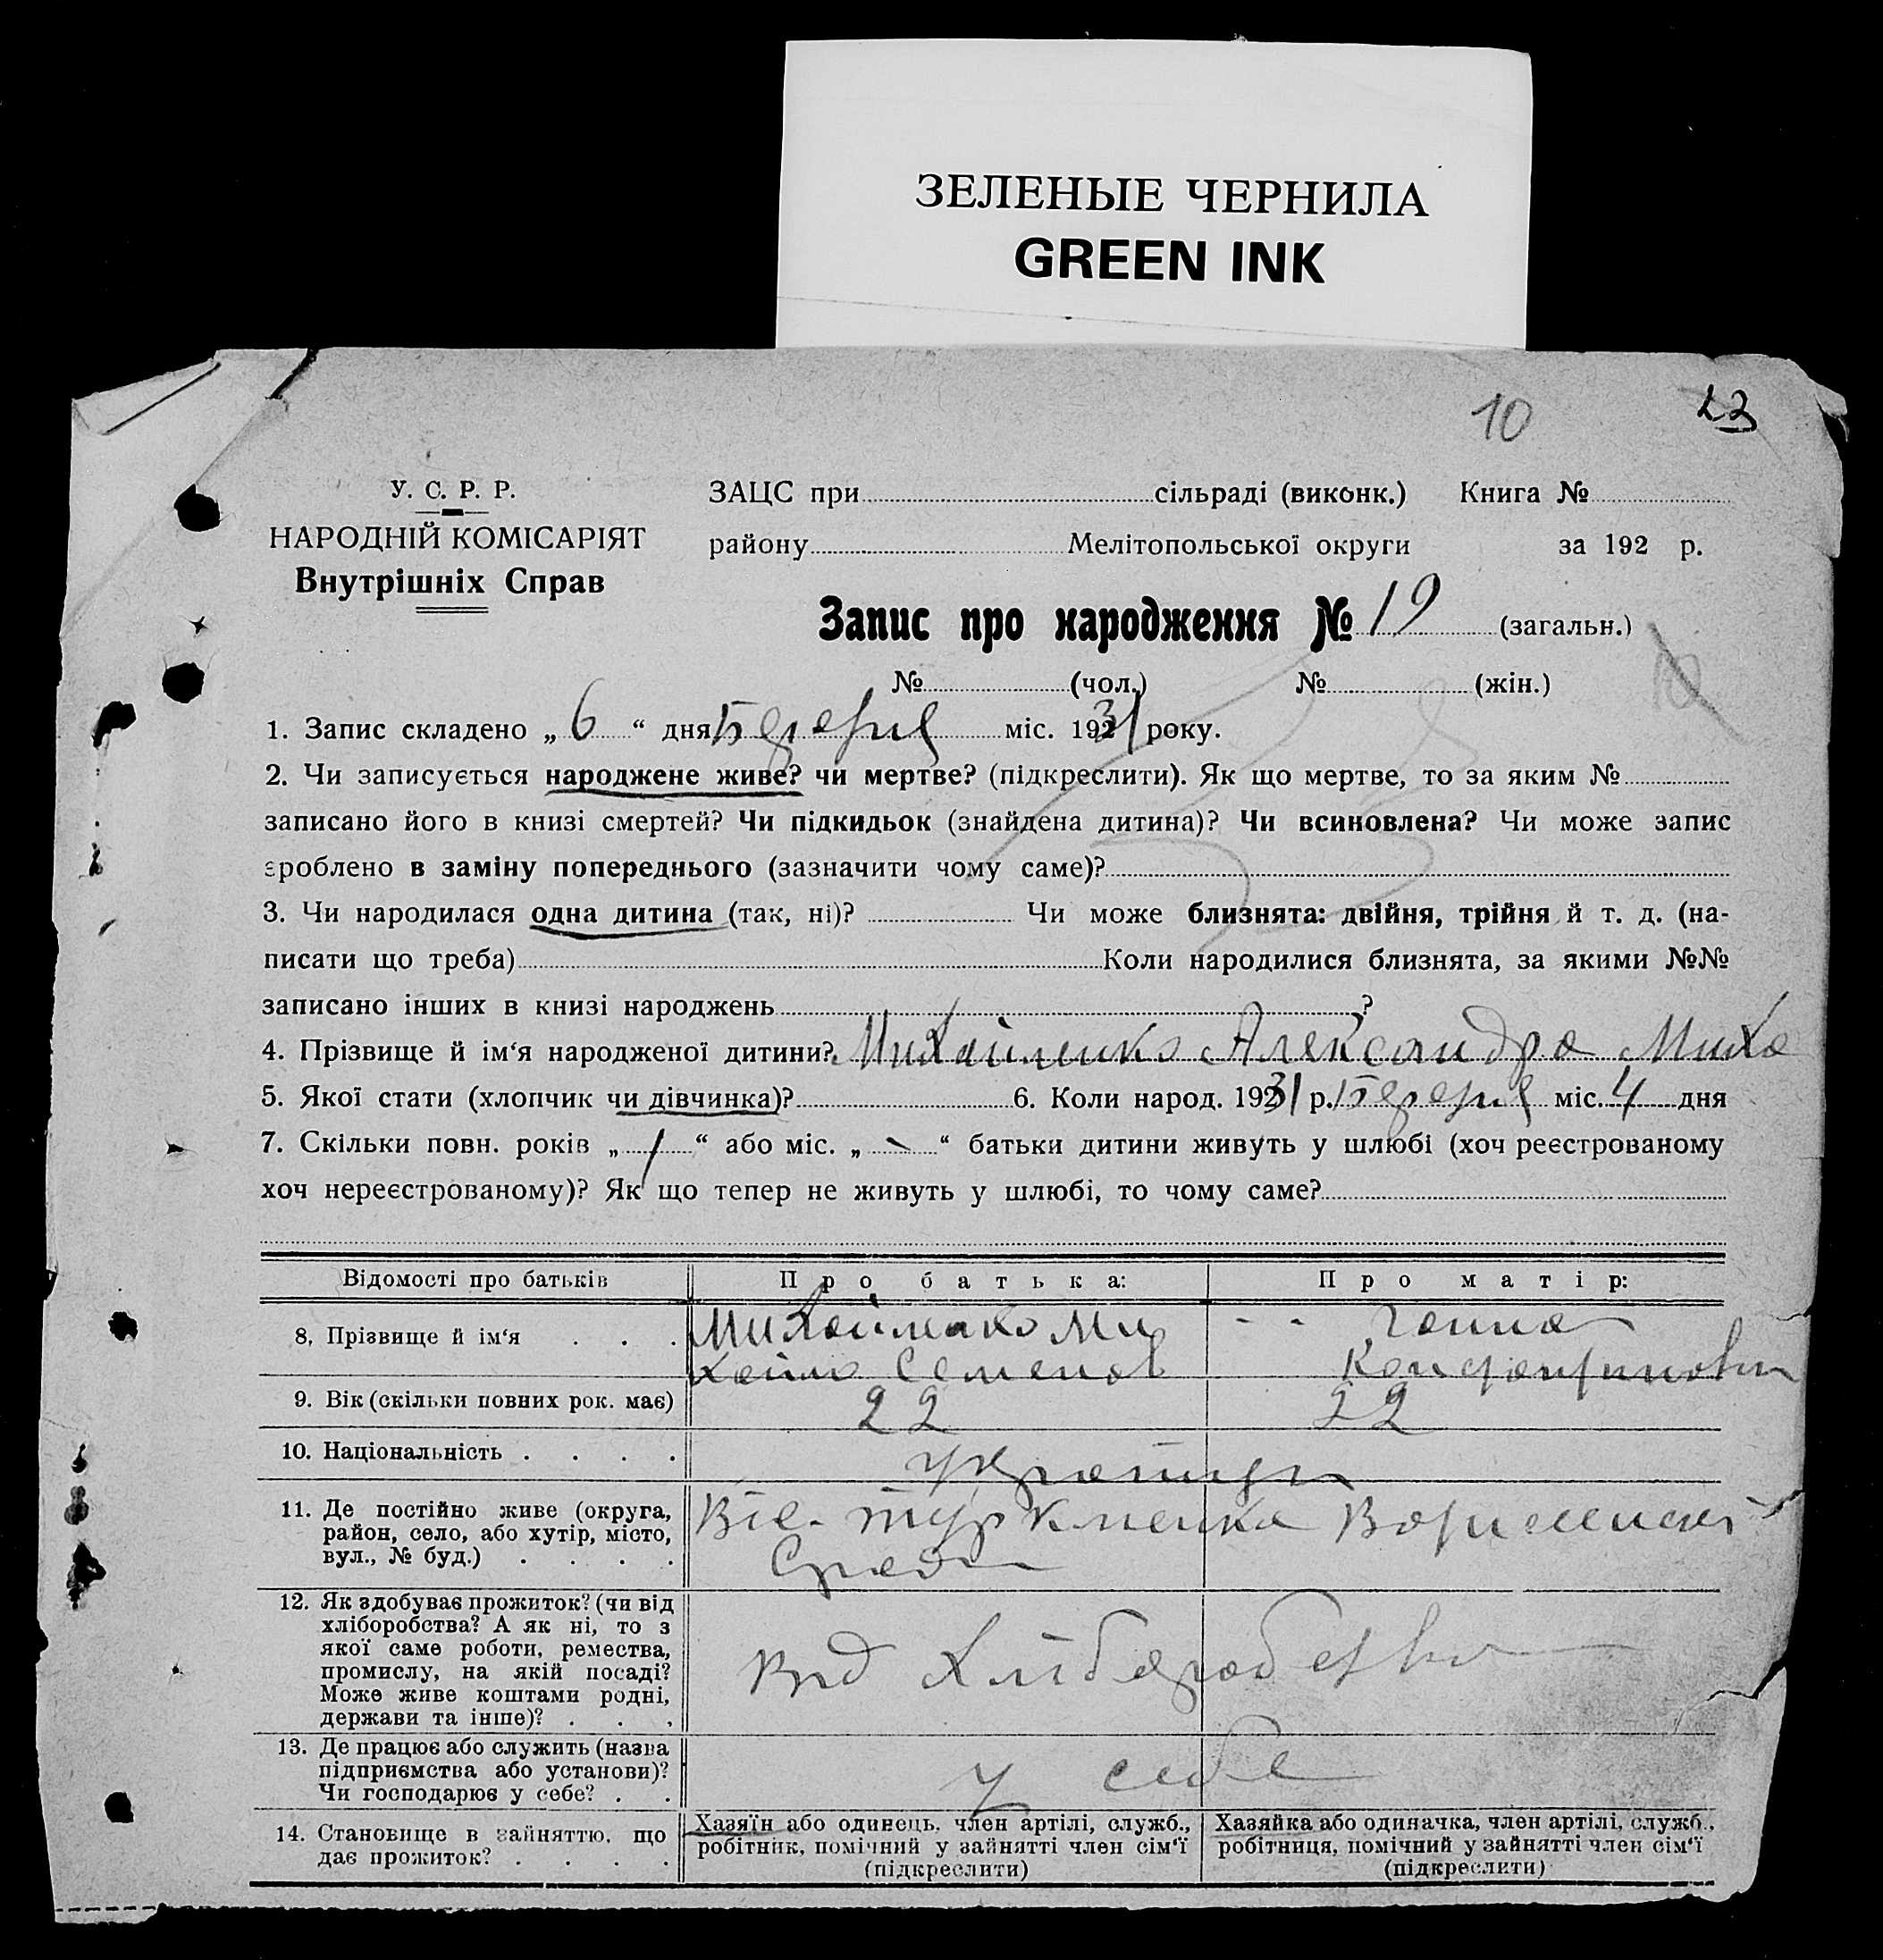 ЗЕЛЕНЫЕ ЧЕРНИЛА
GREEN INK
10 23
У. С. Р. Р.
НАРОДНІЙ КОМІСАРІЯТ
Внутрішніх Справ
ЗАЦС при сільраді (виконк.) Книга №
району Мелітопольської округи за 192 р.
Запис про народження № 19 (загальн.)
№ (чол.) № (жін.) 10
1. Запис складено „ 6 “ дня Березня міс. 1931 року.
2. Чи записується народжене живе? чи мертве? (підкреслити). Як що мертве, то за яким №
записано його в книзі смертей? Чи підкидьок (знайдена дитина)? Чи всиновлена? Чи може запис
зроблено в заміну попереднього (зазначити чому саме)?
3. Чи народилася одна дитина (так, ні)? Чи може близнята: двійня, трійня й т. д. (на-
писати що треба) Коли народилися близнята, за якими №№
записано інших в книзі народжень ?
4. Прізвище й ім‘я народженої дитини? Михайленко Александра Миха
5. Якої стати (хлопчик чи дівчинка)? 6. Коли народ. 1931 р. Березня міс. 4 дня
7. Скільки повн. років „ 1 “ або міс. „ - “ батьки дитини живуть у шлюбі (хоч реєстрованому
хоч нереєстрованому)? Як що тепер не живуть у шлюбі, то чому саме?
Відомості про батьків Про батька: Про матір:
8, Прізвище й ім‘я . . . Михайленко Ми - - Ганна
хайло Семенов
9. Вік (скільки повних рок. має) 22 22
10. Національність . . . . українці
11. Де постійно живе (округа,
район, село, або хутір, місто,
вул., № буд.) . . . .
12. Як здобуває прожиток? (чи від
хліборобства? А як ні, то з
якої саме роботи, ремества,
промислу, на якій посаді?
Може живе коштами родні,
держави та інше)? . . .
Від Хліборобства
13. Де працює або служить (назва
підприємства або установи)?
Чи господарює у себе? . .
у себе
14. Становище в зайняттю, що
дає прожиток? . . . .
Хазяїн або одинець, член артілі, служб.,
робітник, помічний у зайнятті член сім‘ї
(підкреслити)
Хазяйка або одиначка, член артілі, служб.,
робітниця, помічний у зайнятті член сім‘ї
(підкреслити)